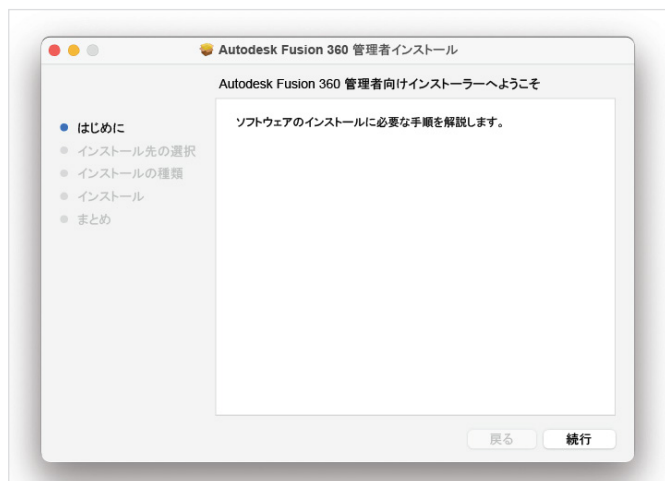 Autodesk Fusion 360 管理者インストール
Autodesk Fusion 360 管理者向けインストーラーへようこそ
はじめに
インストール先の選択
インストールの種類
インストール
まとめ
ソフトウェアのインストールに必要な手順を解説します。
戻る
続行